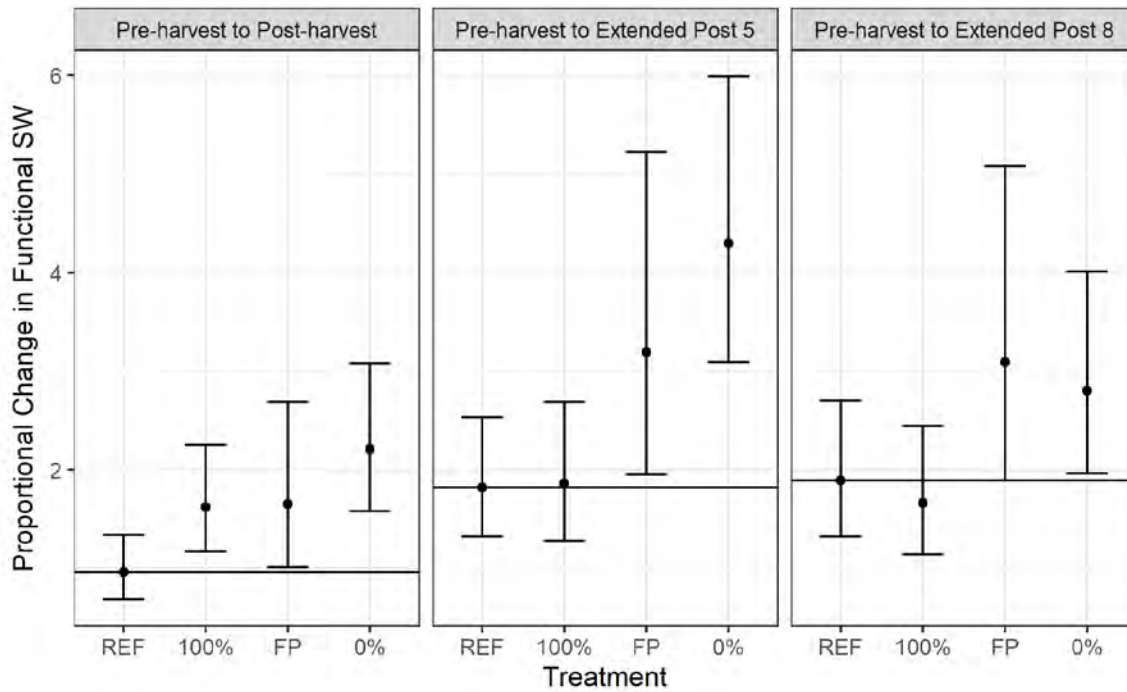 Pre-harvest to Post-harvest Pre-harvest to Extended Post 5 Pre-harvest to Extended Post 8
Proportional Change in Functional SW
6
4
2
REF 100% FP 0% REF 100% FP 0% REF 100% FP 0%
Treatment